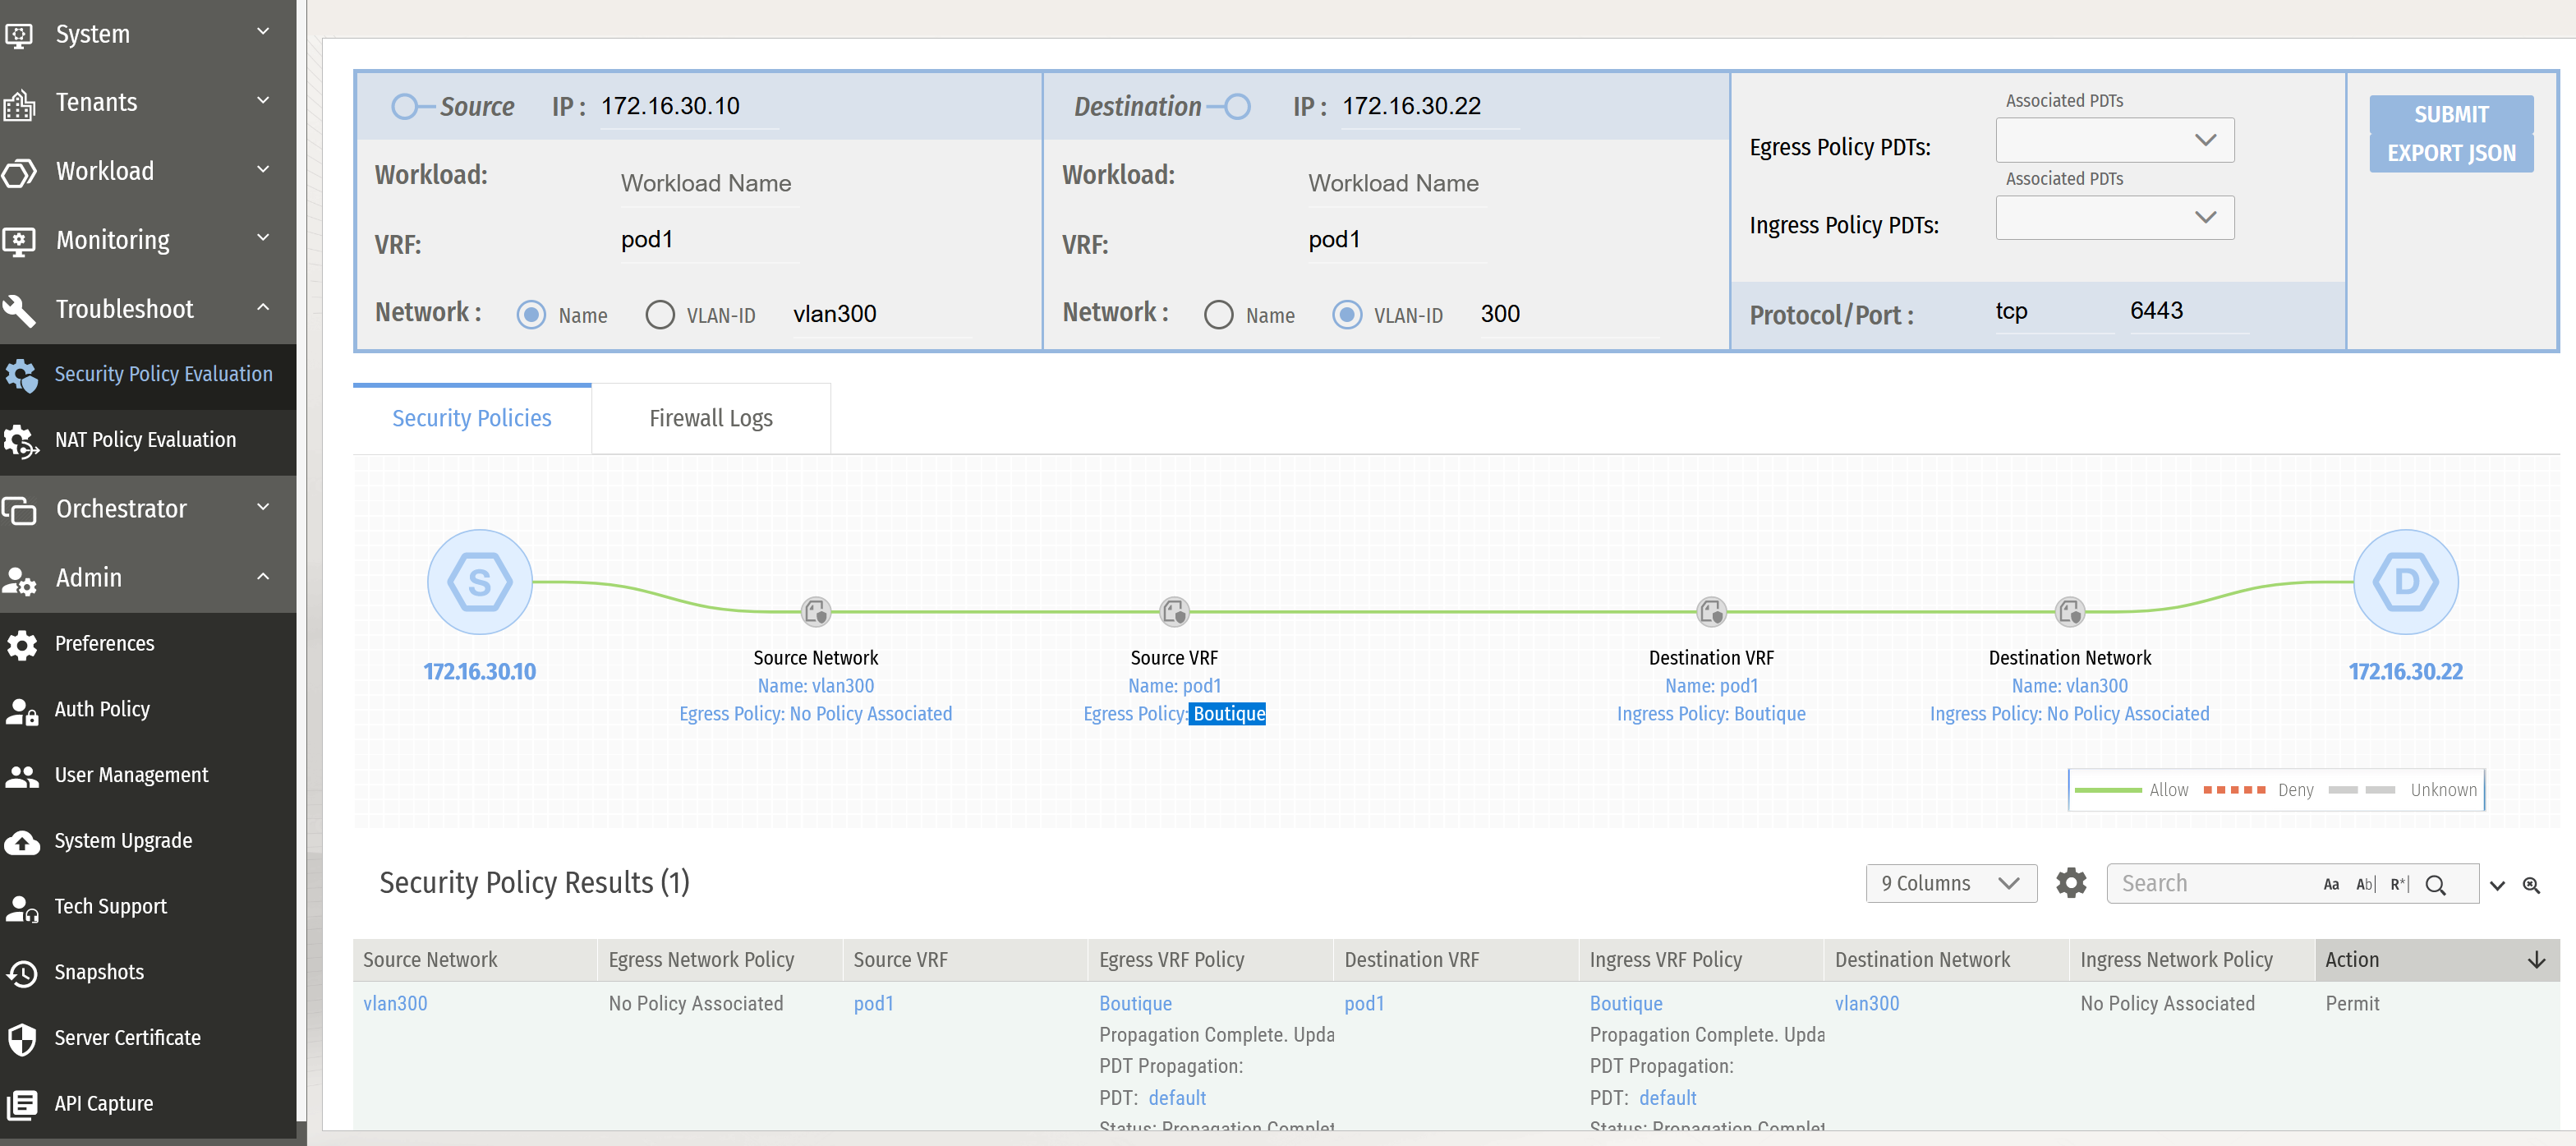 System
Tenants
Workload
Monitoring
Troubleshoot
Security Policy Evaluation
NAT Policy Evaluation
Orchestrator
Admin
Preferences
Auth Policy
User Management
System Upgrade
Tech Support
Snapshots
Server Certificate
API Capture
Source IP : 172.16.30.10
Workload: Workload Name
VRF: pod1
Network : Name VLAN-ID vlan300
Destination IP : 172.16.30.22
Workload: Workload Name
VRF: pod1
Network : Name VLAN-ID 300
Associated PDTs
Egress Policy PDTs:
Associated PDTs
Ingress Policy PDTs:
Protocol/Port : tcp 6443
SUBMIT
EXPORT JSON
Security Policies Firewall Logs
S
172.16.30.10
Source Network
Name: vlan300
Egress Policy: No Policy Associated
Source VRF
Name: pod1
Egress Policy: Boutique
Destination VRF
Name: pod1
Ingress Policy: Boutique
Destination Network
Name: vlan300
Ingress Policy: No Policy Associated
D
172.16.30.22
Allow Deny Unknown
Security Policy Results (1)
9 Columns Search Aa Ab| R*|
Source Network Egress Network Policy Source VRF Egress VRF Policy Destination VRF Ingress VRF Policy Destination Network Ingress Network Policy Action
vlan300 No Policy Associated pod1 Boutique pod1 Boutique vlan300 No Policy Associated Permit
Propagation Complete. Upda Propagation Complete. Upda
PDT Propagation: PDT Propagation:
PDT: default PDT: default
Status: Propagation Complet Status: Propagation Complet